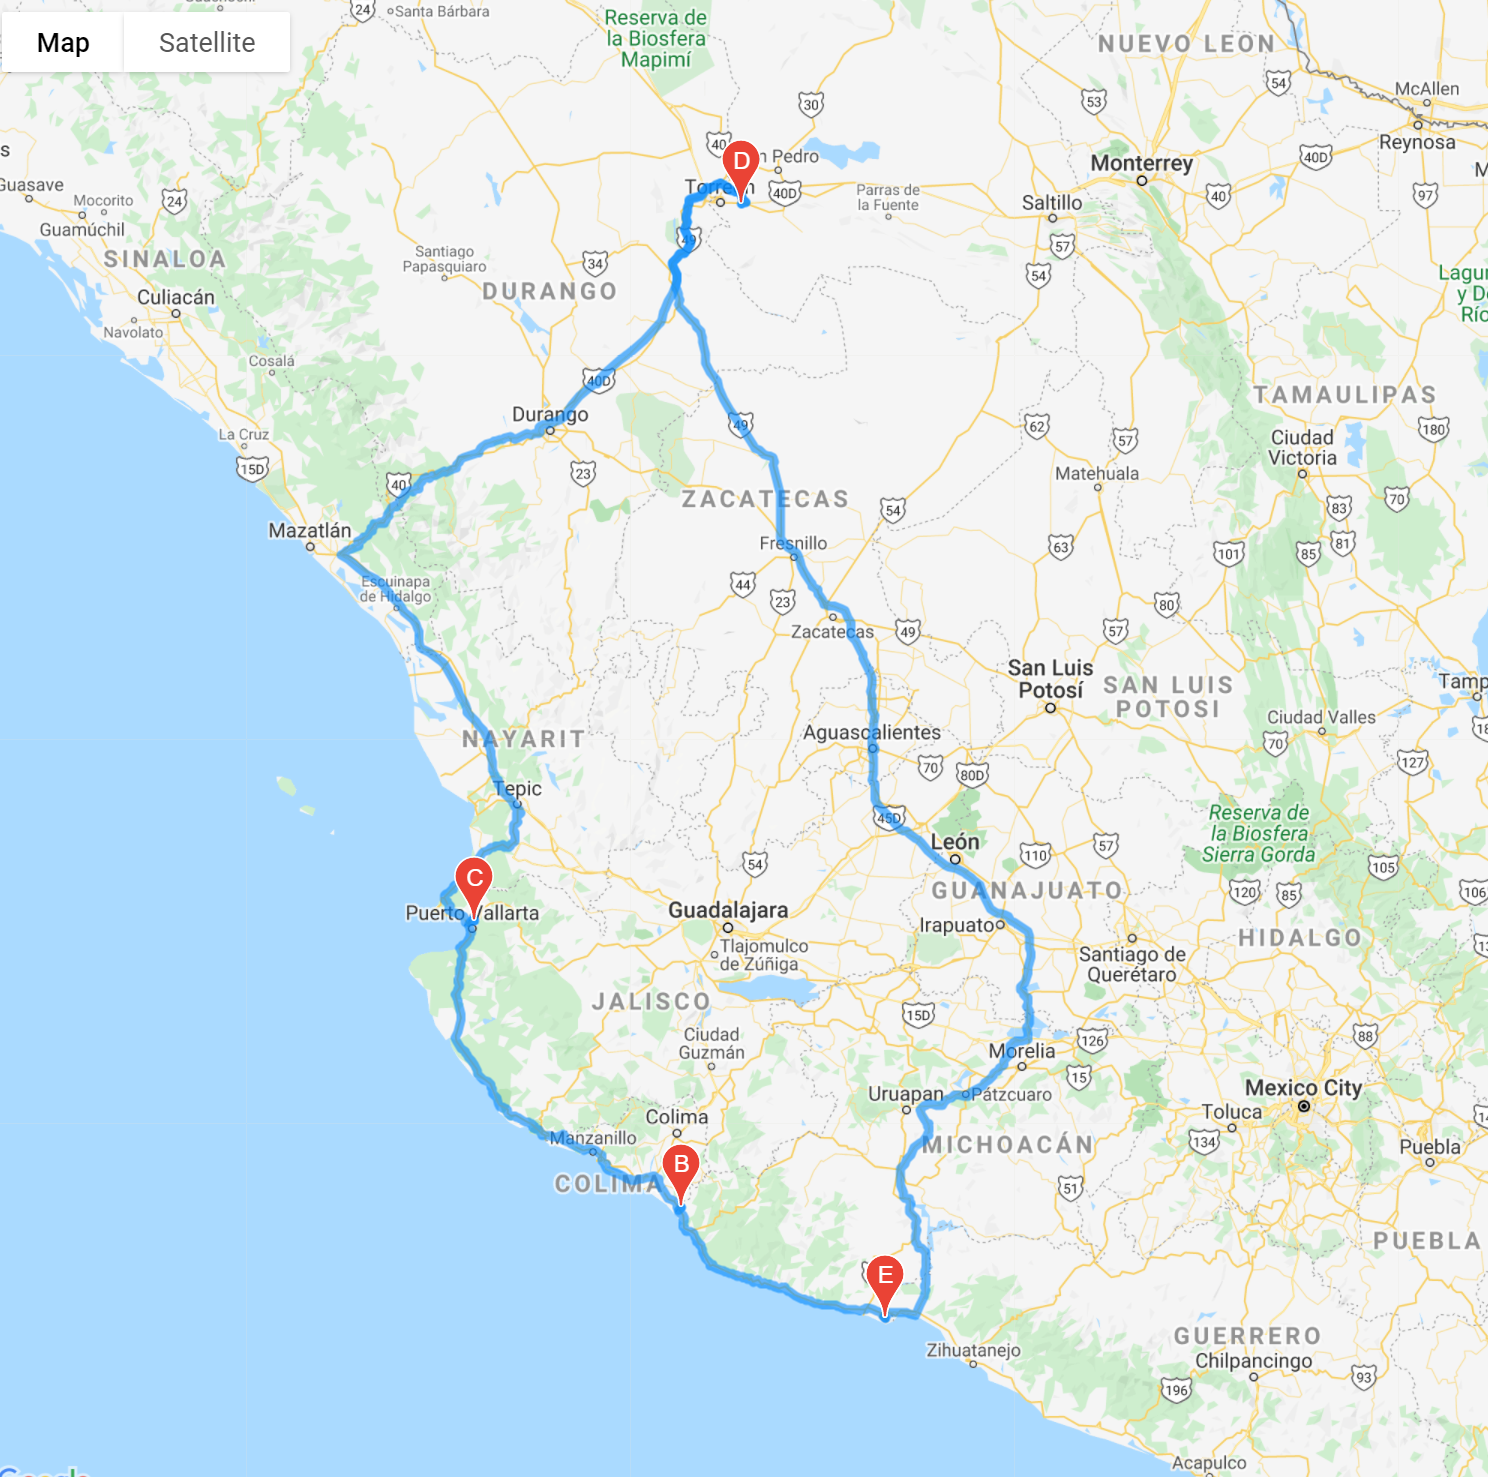 Map
Satellite
24
Santa Bárbara
Reserva de
la Biosfera
Mapimí
NUEVO LEON
54
McAllen
30
53
Reynosa
40
D
Pedro
Monterrey
40D
s
Guasave
Mocorito
24
Guamúchil
Torreón
40D
Parras de
la Fuente
Saltillo
40
97
SINALOA
Santiago
Papasquiaro
34
49
57
54
DURANGO
Culiacán
Navolato
Cosalá
40D
TAMAULIPAS
Durango
49
62
57
180
La Cruz
15D
Ciudad
Victoria
40
23
Matehuala
ZACATECAS
54
83
70
Mazatlán
Fresnillo
63
101
85
81
Escuinapa
de Hidalgo
44
23
80
Zacatecas
49
57
San Luis
Potosí
SAN LUIS
POTOSI
Ciudad Valles
NAYARIT
Aguascalientes
70
80D
70
127
Tepic
45D
Reserva de
la Biosfera
Sierra Gorda
León
110
57
54
105
C
GUANAJUATO
120
85
106
Puerto Vallarta
Guadalajara
Irapuato
HIDALGO
Tlajomulco
de Zúñiga
Santiago de
Querétaro
JALISCO
15D
Ciudad
Guzmán
Morelia
126
88
15
Uruapan
Pátzcuaro
Mexico City
Toluca
Colima
Manzanillo
MICHOACÁN
134
Puebla
B
COLIMA
51
PUEBLA
E
GUERRERO
Zihuatanejo
Chilpancingo
196
93
Acapulco